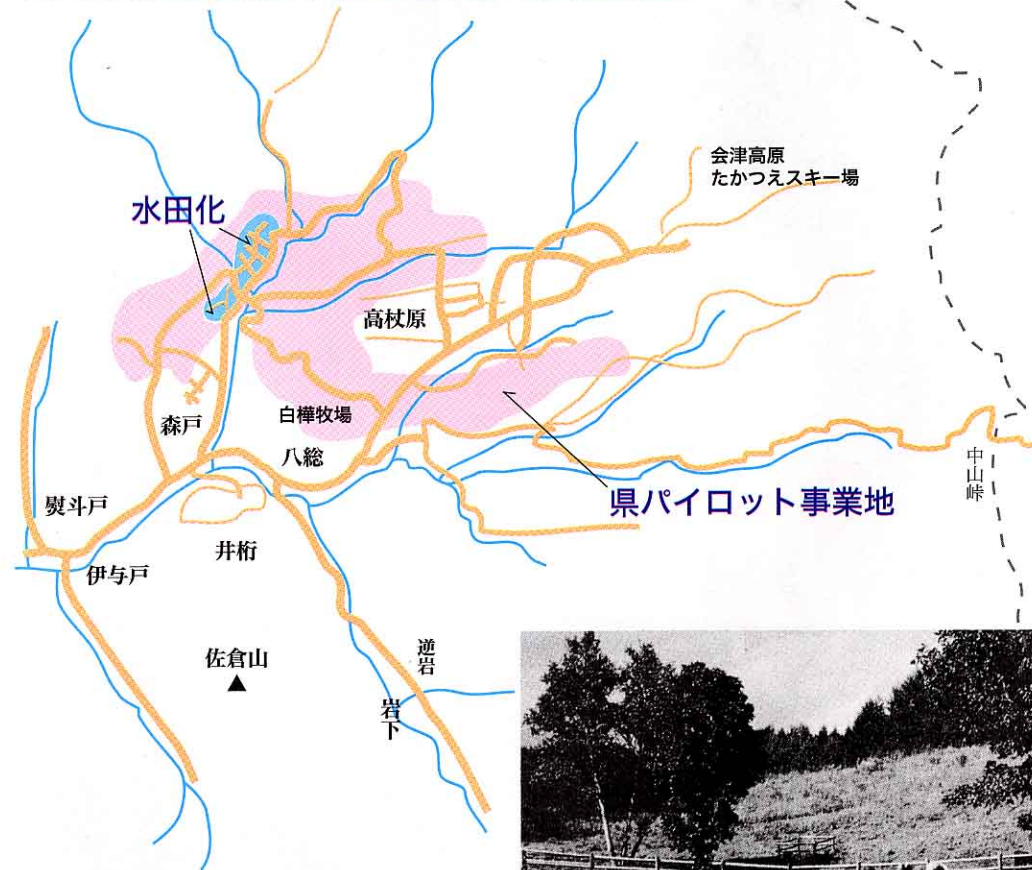 会津高原
たかつえスキー場
水田化
高杖原
白樺牧場
森戸
八総
中山峠
県パイロット事業地
熨斗戸
井桁
伊与戸
佐倉山
逆岩
岩下